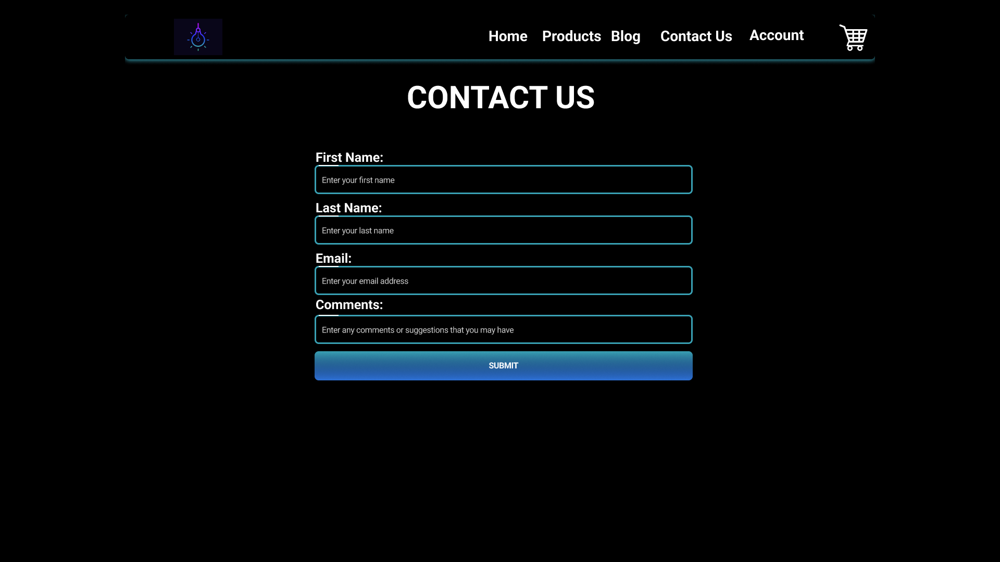 Home Products Blog Contact Us Account
CONTACT US
First Name:
Enter your first name
Last Name:
Enter your last name
Email:
Enter your email address
Comments:
Enter any comments or suggestions that you may have
SUBMIT